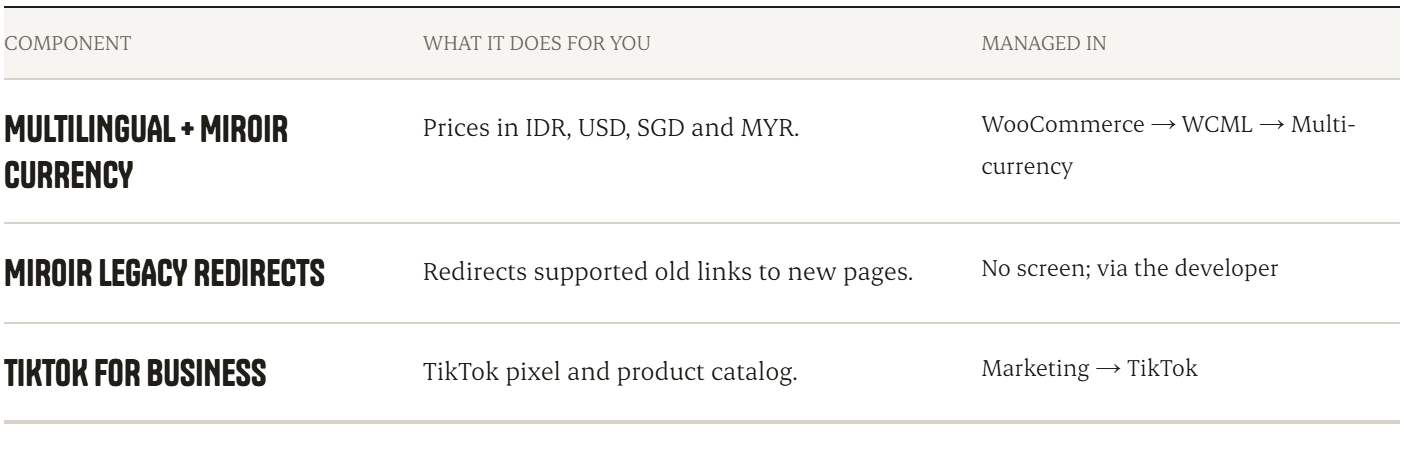 COMPONENT WHAT IT DOES FOR YOU MANAGED IN
MULTILINGUAL + MIROIR
CURRENCY
Prices in IDR, USD, SGD and MYR.
WooCommerce → WCML → Multi-
currency
MIROIR LEGACY REDIRECTS Redirects supported old links to new pages. No screen; via the developer
TIKTOK FOR BUSINESS TikTok pixel and product catalog. Marketing → TikTok